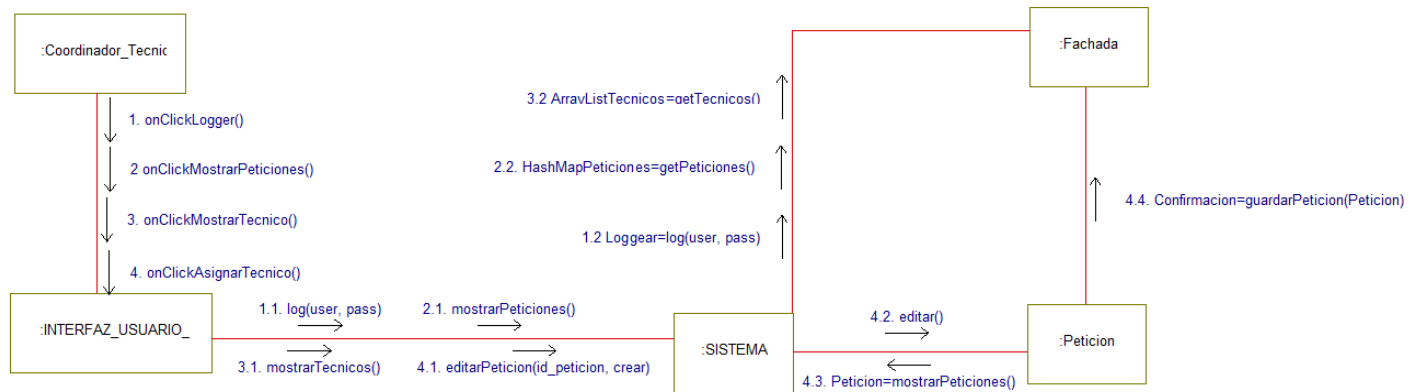 :Coordinador_Tecnic
:Fachada
3.2 ArrayListTecnicos=getTecnicos()
1. onClickLogger()
2 onClickMostrarPeticiones()
2.2. HashMapPeticiones=getPeticiones()
4.4. Confirmacion=guardarPeticion(Peticion)
3. onClickMostrarTecnico()
1.2 Loggear=log(user, pass)
4. onClickAsignarTecnico()
1.1. log(user, pass)
2.1. mostrarPeticiones()
4.2. editar()
:INTERFAZ_USUARIO_
:SISTEMA
:Peticion
3.1. mostrarTecnicos()
4.1. editarPeticion(id_peticion, crear)
4.3. Peticion=mostrarPeticiones()